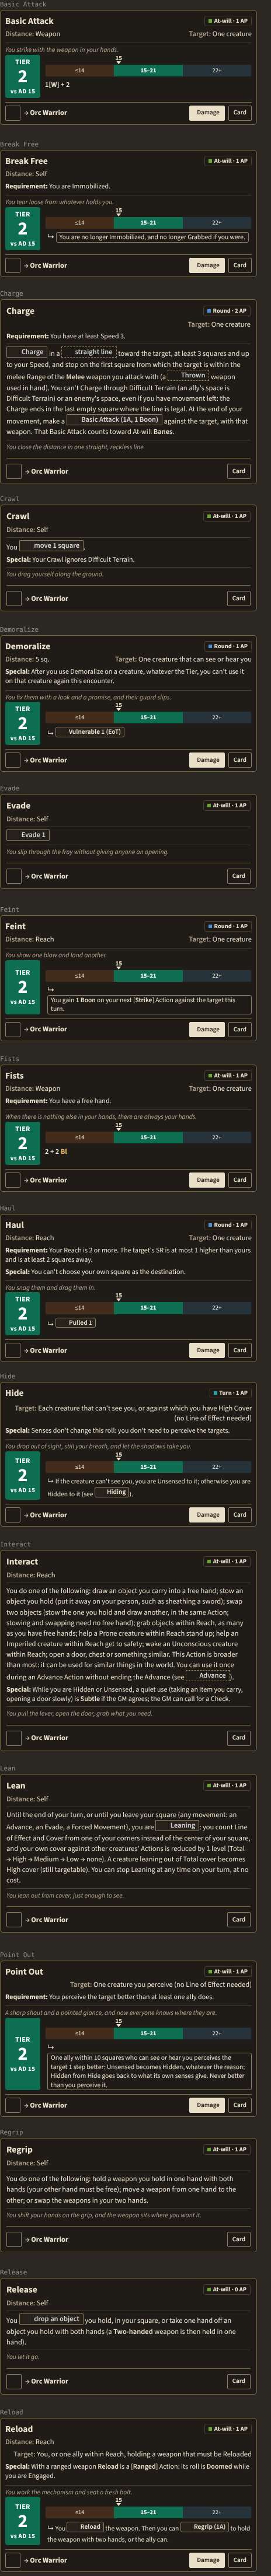 Basic Attack
Basic Attack
At-will · 1 AP
Distance: Weapon
Target: One creature
You strike with the weapon in your hands.
TIER
2
vs AD 15
15
≤14
15–21
22+
1[W] + 2
→ Orc Warrior
Damage
Card
Break Free
Break Free
At-will · 1 AP
Distance: Self
Requirement: You are Immobilized.
You tear loose from whatever holds you.
TIER
2
vs AD 15
15
≤14
15–21
22+
↪ You are no longer Immobilized, and no longer Grabbed if you were.
→ Orc Warrior
Damage
Card
Charge
Charge
Round · 2 AP
Target: One creature
Requirement: You have at least Speed 3.
Charge in a straight line toward the target, at least 3 squares and up
to your Speed, and stop on the first square from which the target is within the
melee Range of the Melee weapon you attack with (a Thrown weapon
used in hand). You can't Charge through Difficult Terrain (an ally's space is
Difficult Terrain) or an enemy's space, even if you have movement left: the
Charge ends in the last empty square where the line is legal. At the end of your
movement, make a Basic Attack (1A, 1 Boon) against the target, with that
weapon. That Basic Attack counts toward At-will Banes.
You close the distance in one straight, reckless line.
→ Orc Warrior
Card
Crawl
Crawl
At-will · 1 AP
Distance: Self
You move 1 square.
Special: Your Crawl ignores Difficult Terrain.
You drag yourself along the ground.
→ Orc Warrior
Card
Demoralize
Demoralize
Round · 1 AP
Distance: 5 sq.
Target: One creature that can see or hear you
Special: After you use Demoralize on a creature, whatever the Tier, you can't use it
on that creature again this encounter.
You fix them with a look and a promise, and their guard slips.
TIER
2
vs AD 15
15
≤14
15–21
22+
↪ Vulnerable 1 (EoT)
→ Orc Warrior
Damage
Card
Evade
Evade
At-will · 1 AP
Distance: Self
Evade 1
You slip through the fray without giving anyone an opening.
→ Orc Warrior
Card
Feint
Feint
Round · 1 AP
Distance: Reach
Target: One creature
You show one blow and land another.
TIER
2
vs AD 15
15
≤14
15–21
22+
↪
You gain 1 Boon on your next [Strike] Action against the target this
turn.
→ Orc Warrior
Damage
Card
Fists
Fists
At-will · 1 AP
Distance: Weapon
Target: One creature
Requirement: You have a free hand.
When there is nothing else in your hands, there are always your hands.
TIER
2
vs AD 15
15
≤14
15–21
22+
2 + 2 Bl
→ Orc Warrior
Damage
Card
Haul
Haul
Round · 1 AP
Distance: Reach
Target: One creature
Requirement: Your Reach is 2 or more. The target's SR is at most 1 higher than yours
and is at least 2 squares away.
Special: You can't choose your own square as the destination.
You snag them and drag them in.
TIER
2
vs AD 15
15
≤14
15–21
22+
↪ Pulled 1
→ Orc Warrior
Damage
Card
Hide
Hide
Turn · 1 AP
Target: Each creature that can't see you, or against which you have High Cover
(no Line of Effect needed)
Special: Senses don't change this roll; you don't need to perceive the targets.
You drop out of sight, still your breath, and let the shadows take you.
TIER
2
vs AD 15
15
≤14
15–21
22+
↪ If the creature can't see you, you are Unsensed to it; otherwise you are
Hidden to it (see Hiding).
→ Orc Warrior
Damage
Card
Interact
Interact
At-will · 1 AP
Distance: Reach
You do one of the following: draw an object you carry into a free hand; stow an
object you hold (put it away on your person, such as sheathing a sword); swap
two objects (stow the one you hold and draw another, in the same Action;
stowing and swapping need no free hand); grab objects within Reach, as many
as you have free hands; help a Prone creature within Reach stand up; help an
Imperiled creature within Reach get to safety; wake an Unconscious creature
within Reach; open a door, chest or something similar. This Action is broader
than most: it can be used for similar things in the world. You can use it once
during an Advance Action without ending the Advance (see Advance).
Special: While you are Hidden or Unsensed, a quiet use (taking an item you carry,
opening a door slowly) is Subtle if the GM agrees; the GM can call for a Check.
You pull the lever, open the door, grab what you need.
→ Orc Warrior
Card
Lean
Lean
At-will · 1 AP
Distance: Self
Until the end of your turn, or until you leave your square (any movement: an
Advance, an Evade, a Forced Movement), you are Leaning: you count Line
of Effect and Cover from one of your corners instead of the center of your square,
and your own cover against other creatures' Actions is reduced by 1 level (Total
→ High → Medium → Low → none). A creature leaning out of Total cover becomes
High cover (still targetable). You can stop Leaning at any time on your turn, at no
cost.
You lean out from cover, just enough to see.
→ Orc Warrior
Card
Point Out
Point Out
At-will · 1 AP
Target: One creature you perceive (no Line of Effect needed)
Requirement: You perceive the target better than at least one ally does.
A sharp shout and a pointed glance, and now everyone knows where they are.
TIER
2
vs AD 15
15
≤14
15–21
22+
↪
One ally within 10 squares who can see or hear you perceives the
target 1 step better: Unsensed becomes Hidden, whatever the reason;
Hidden from Hide goes back to what its own senses give. Never better
than you perceive it.
→ Orc Warrior
Damage
Card
Regrip
Regrip
At-will · 1 AP
Distance: Self
You do one of the following: hold a weapon you hold in one hand with both
hands (your other hand must be free); move a weapon from one hand to the
other; or swap the weapons in your two hands.
You shift your hands on the grip, and the weapon sits where you want it.
→ Orc Warrior
Card
Release
Release
At-will · 0 AP
Distance: Self
You drop an object you hold, in your square, or take one hand off an
object you hold with both hands (a Two-handed weapon is then held in one
hand).
You let it go.
→ Orc Warrior
Card
Reload
Reload
At-will · 1 AP
Distance: Reach
Target: You, or one ally within Reach, holding a weapon that must be Reloaded
Special: With a ranged weapon Reload is a [Ranged] Action: its roll is Doomed while
you are Engaged.
You work the mechanism and seat a fresh bolt.
TIER
2
vs AD 15
15
≤14
15–21
22+
↪ You Reload the weapon. Then you can Regrip (1A) to hold
the weapon with two hands, or the ally can.
→ Orc Warrior
Damage
Card